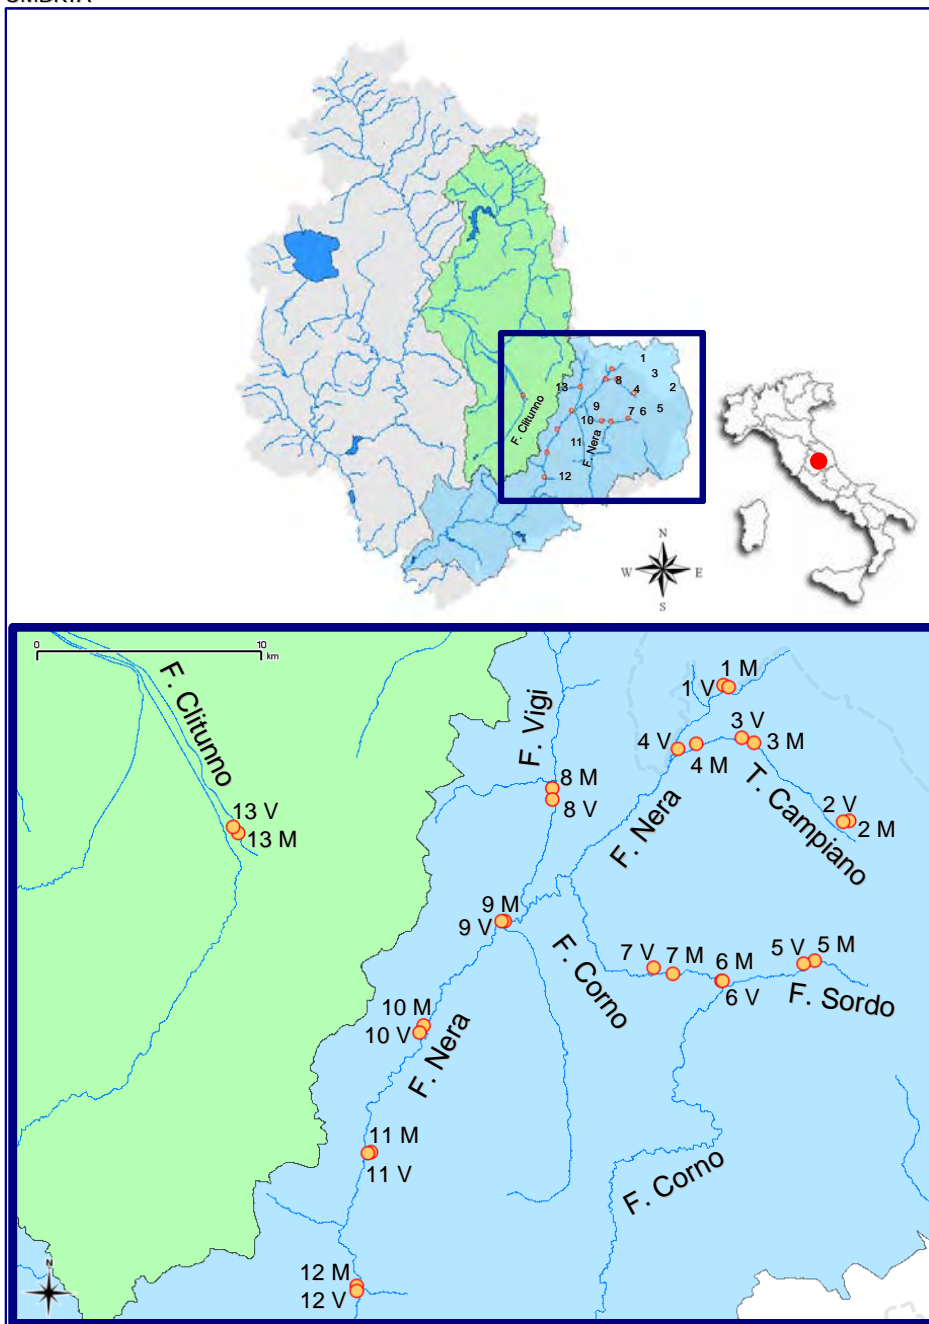 UMBRIA
1
3
2
13
8
4
9
7 6 5
10
F. Clitunno
F. Nera
11
12
N
W E
S
0 10
km
F. Clitunno
F. Vigi
1 M
1 V
3 V
4 V
3 M
4 M
T. Campiano
8 M
8 V
F. Nera
2 V
2 M
13 V
13 M
9 M
9 V
F. Corno
7 V
7 M
6 M
6 V
5 V
5 M
F. Sordo
10 M
10 V
F. Nera
11 M
11 V
F. Corno
12 M
12 V
N